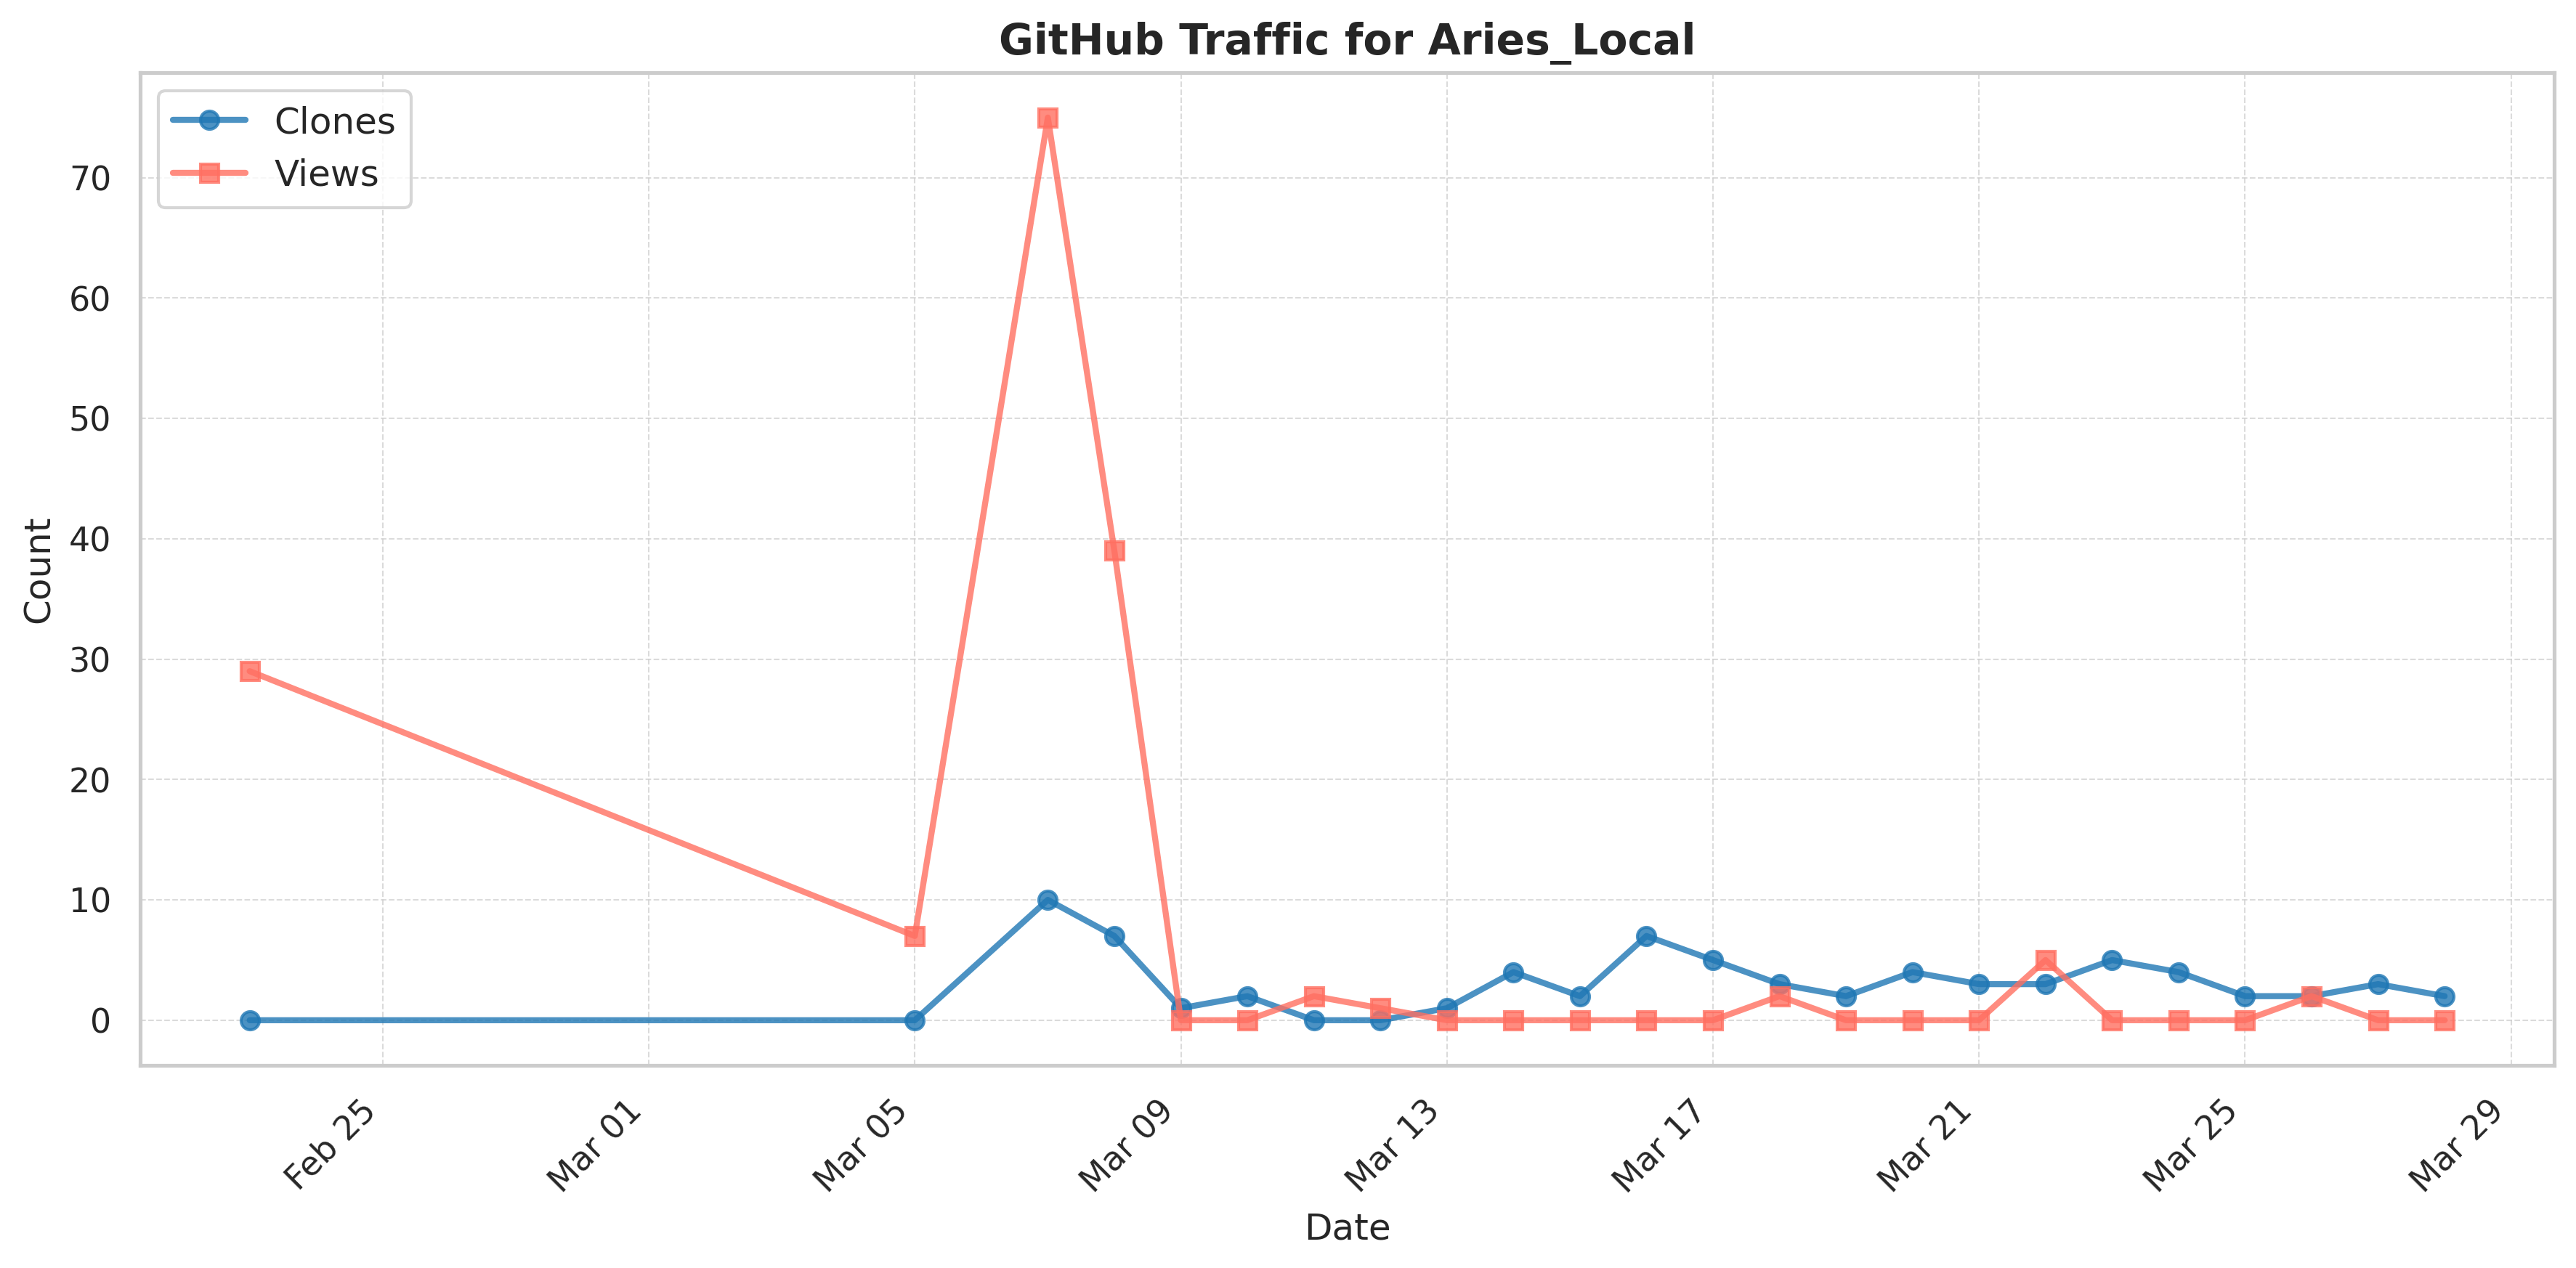 GitHub Traffic for Aries_Local
Clones
Views
70
60
50
40
30
20
10
0
Count
Feb 25
Mar 01
Mar 05
Mar 09
Mar 13
Mar 17
Mar 21
Mar 25
Mar 29
Date